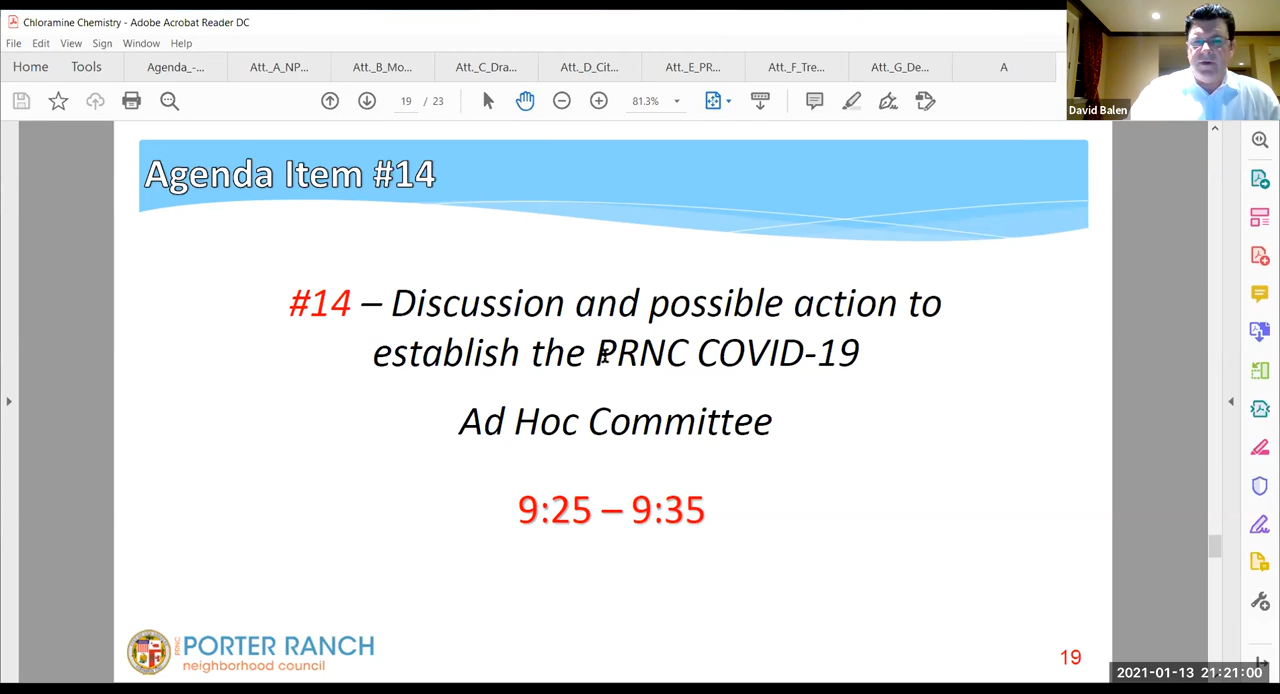 Chloramine Chemistry - Adobe Acrobat Reader DC
File Edit View Sign Window Help
Home Tools Agenda_-... Att._A_NP... Att._B_Mo... Att._C_Dra... Att._D_Cit... Att._E_PR... Att._F_Tre... Att._G_De... A
19 / 23 81.3%
David Balen
Agenda Item #14
#14 – Discussion and possible action to
establish the PRNC COVID-19
Ad Hoc Committee
9:25 – 9:35
PRNC PORTER RANCH
neighborhood council
19
2021-01-13 21:21:00